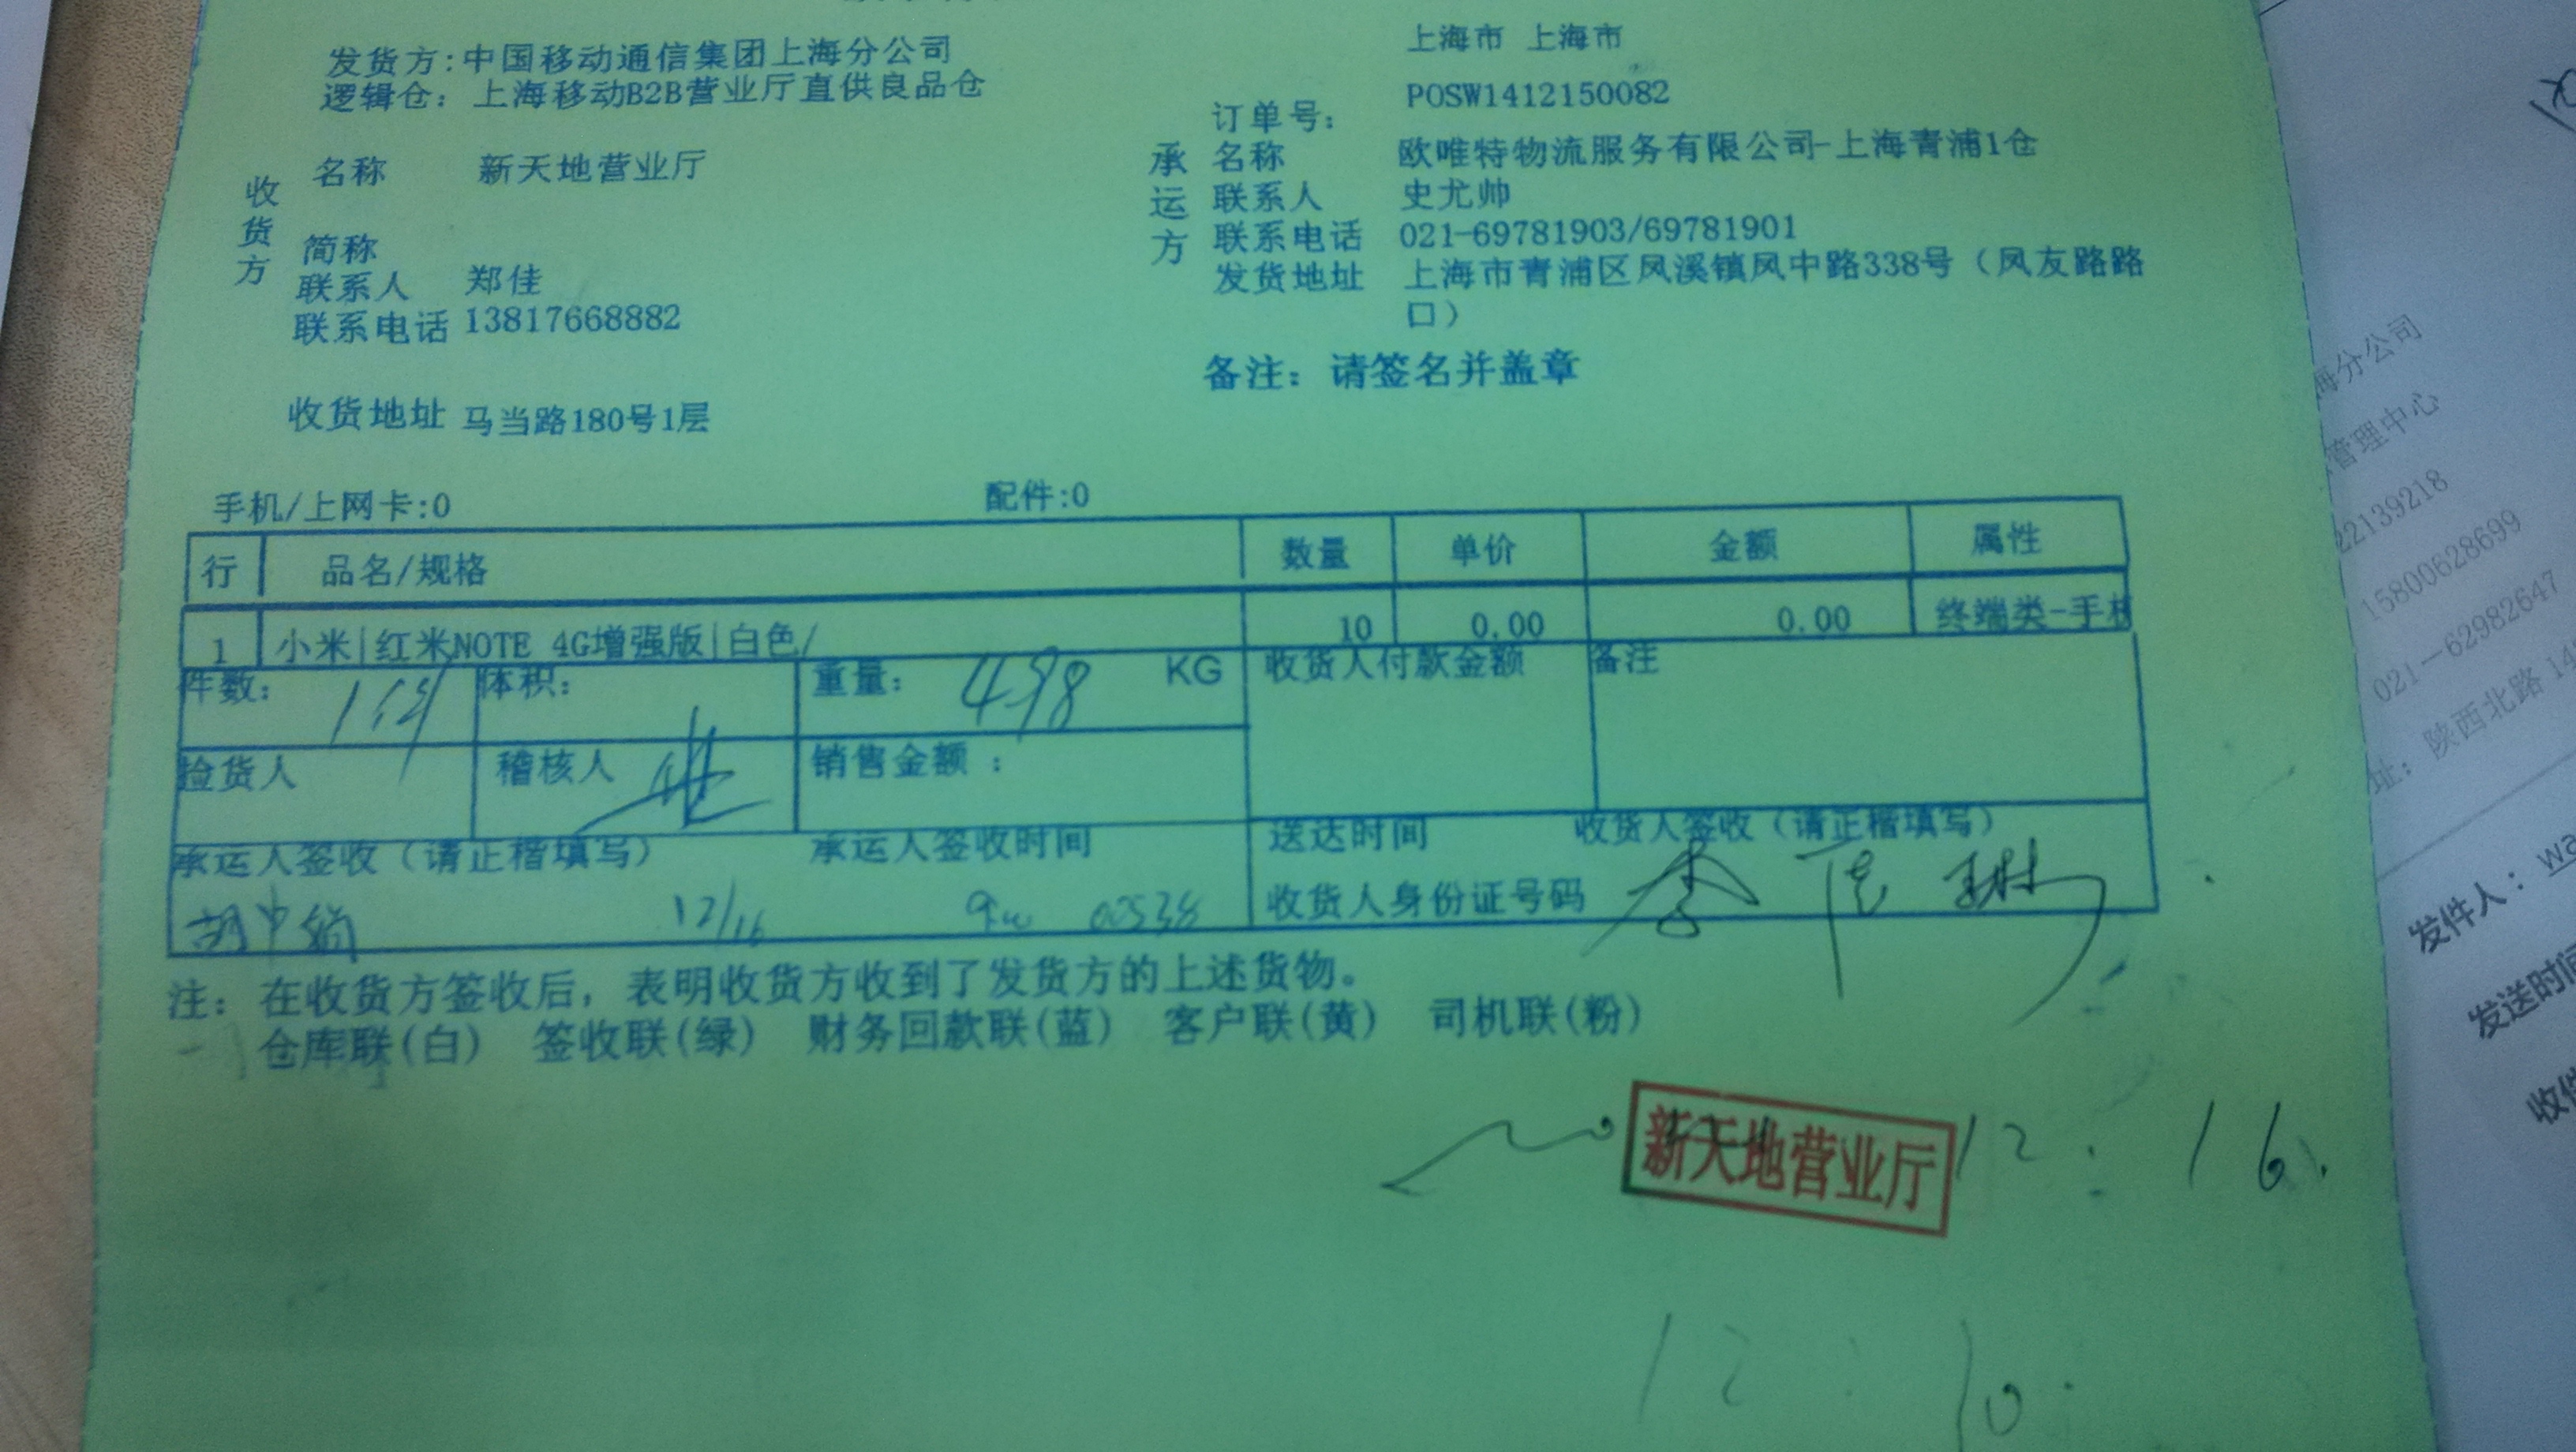 上海市 上海市
发货方:中国移动通信集团上海分公司
逻辑仓: 上海移动B2B营业厅直供良品仓
订单号: POSW1412150082
收货方
名称 新天地营业厅
简称
联系人 郑佳
联系电话 13817668882
收货地址 马当路180号1层
承运方
名称 欧唯特物流服务有限公司-上海青浦1仓
联系人 史尤帅
联系电话 021-69781903/69781901
发货地址 上海市青浦区凤溪镇凤中路338号（凤友路路
口）
备注: 请签名并盖章
手机/上网卡:0 配件:0
行 品名/规格 数量 单价 金额 属性
1 小米|红米NOTE 4G增强版|白色/ 10 0.00 0.00 终端类-手机
件数: 体积: 重量: 498 KG 收货人付款金额 备注
捡货人 稽核人 销售金额 :
承运人签收（请正楷填写） 承运人签收时间 送达时间 收货人签收（请正楷填写）
12/16 收货人身份证号码
注: 在收货方签收后, 表明收货方收到了发货方的上述货物。
仓库联(白) 签收联(绿) 财务回款联(蓝) 客户联(黄) 司机联(粉)
新天地营业厅
12. 16.
12 10.
海分公司
管理中心
22139218
15800628699
021-62982647
址: 陕西北路 14
发件人: wa
发送时间
收件